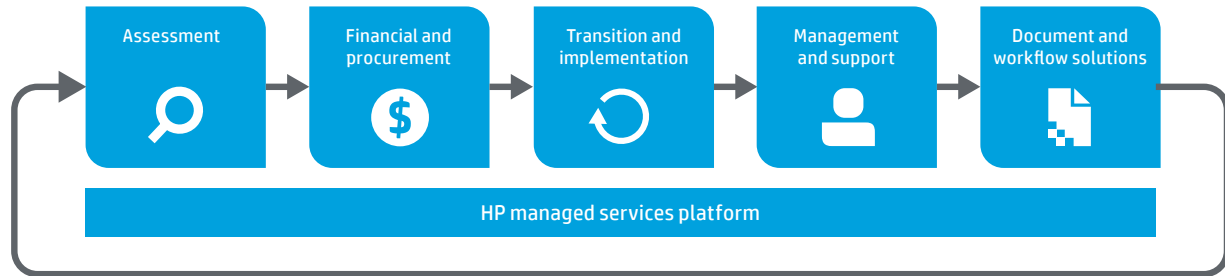 Assessment
Financial and
procurement
Transition and
implementation
Management
and support
Document and
workflow solutions
$
HP managed services platform